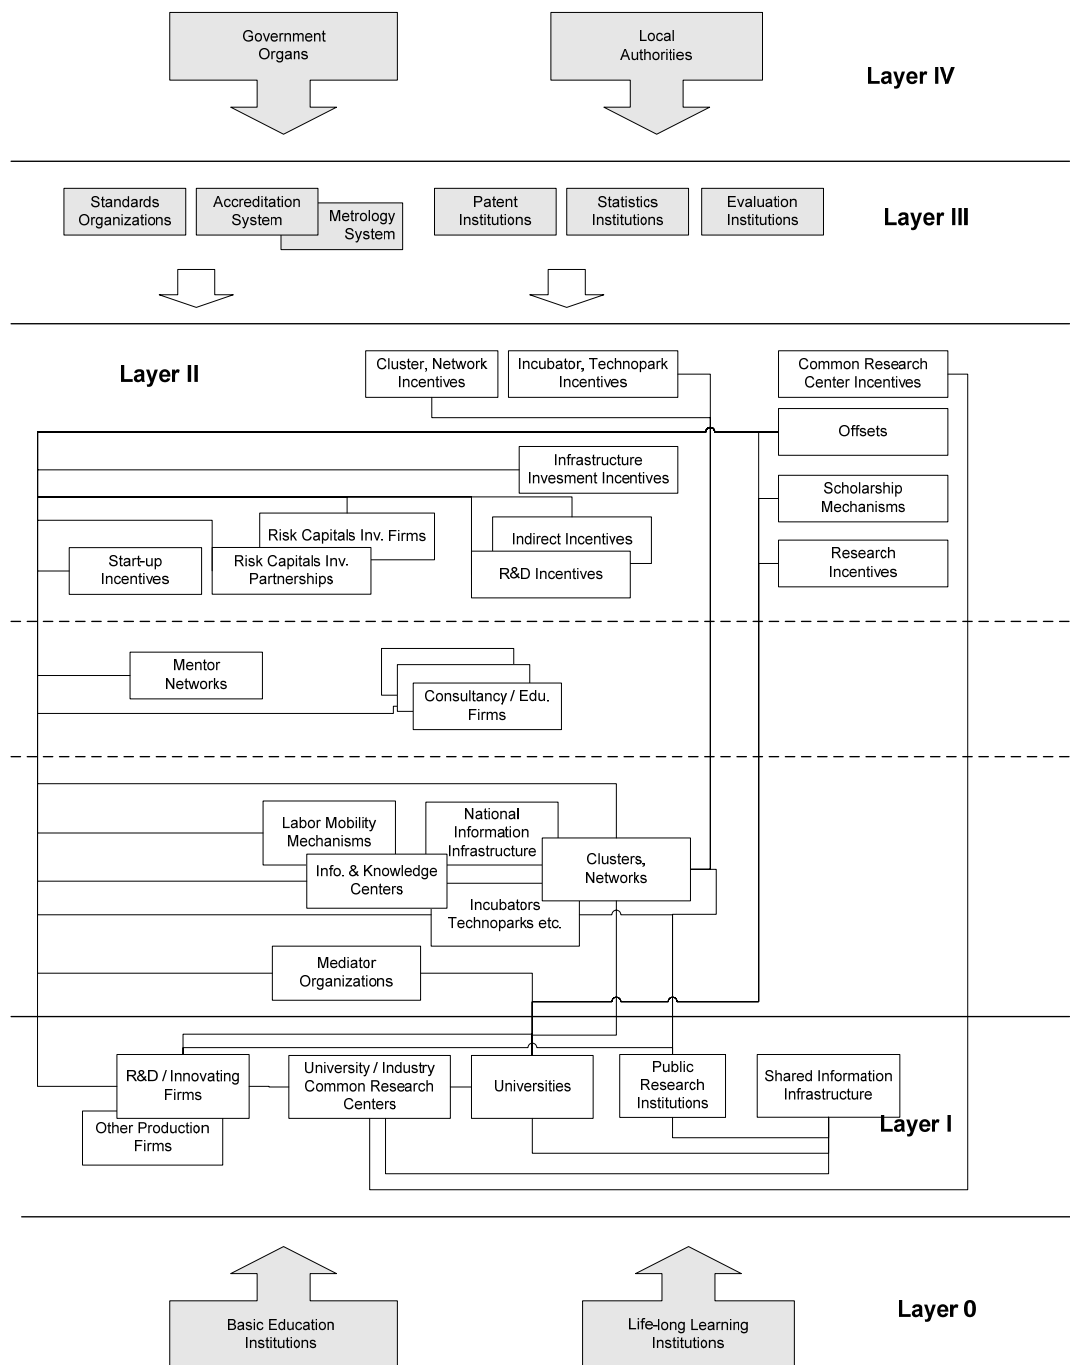 Government
Organs
Local
Authorities
Layer IV
Standards
Organizations
Accreditation
System
Metrology
System
Patent
Institutions
Statistics
Institutions
Evaluation
Institutions
Layer III
Layer II
Cluster, Network
Incentives
Incubator, Technopark
Incentives
Common Research
Center Incentives
Offsets
Infrastructure
Invesment Incentives
Scholarship
Mechanisms
Risk Capitals Inv. Firms
Indirect Incentives
Start-up
Incentives
Risk Capitals Inv.
Partnerships
R&D Incentives
Research
Incentives
Mentor
Networks
Consultancy / Edu.
Firms
Labor Mobility
Mechanisms
National
Information
Infrastructure
Clusters,
Networks
Info. & Knowledge
Centers
Incubators
Technoparks etc.
Mediator
Organizations
R&D / Innovating
Firms
University / Industry
Common Research
Centers
Universities
Public
Research
Institutions
Shared Information
Infrastructure
Other Production
Firms
Layer I
Basic Education
Institutions
Life-long Learning
Institutions
Layer 0